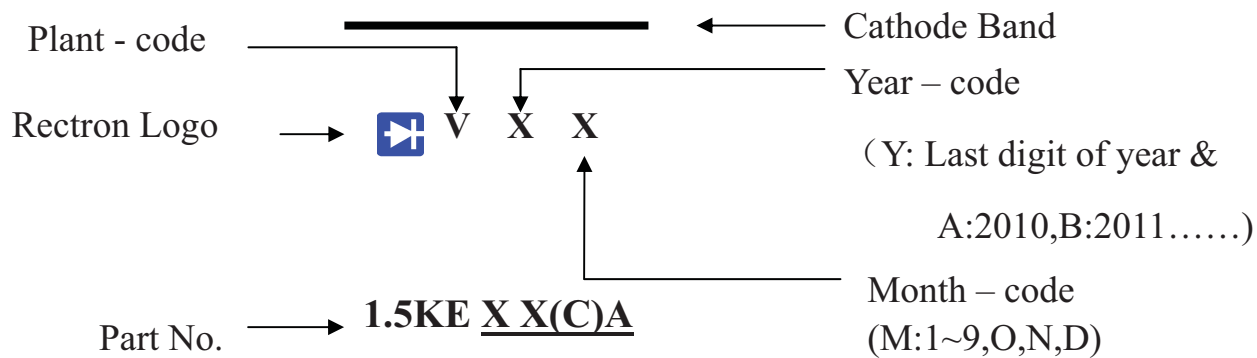 Plant - code
Cathode Band
Year – code
Rectron Logo
V X X
(Y: Last digit of year &
A:2010,B:2011……)
Month – code
(M:1~9,O,N,D)
Part No.
1.5KE X X(C)A